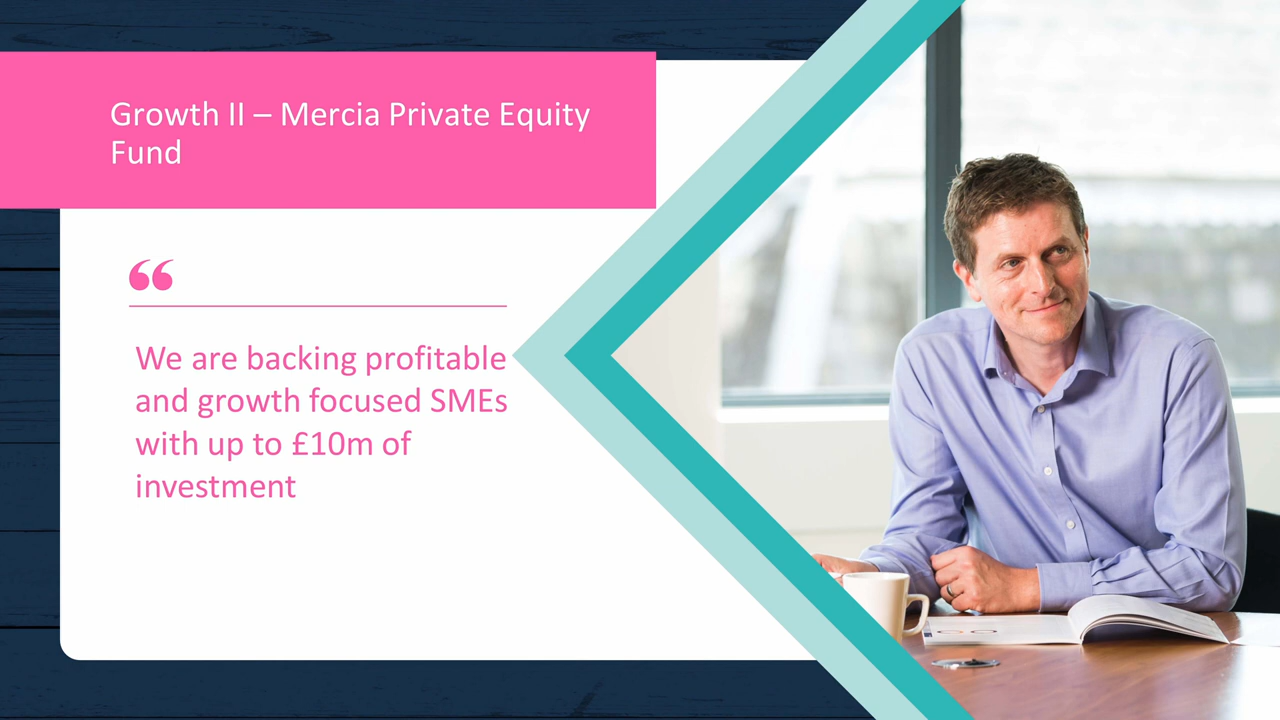 Growth II – Mercia Private Equity
Fund
“
We are backing profitable
and growth focused SMEs
with up to £10m of
investment